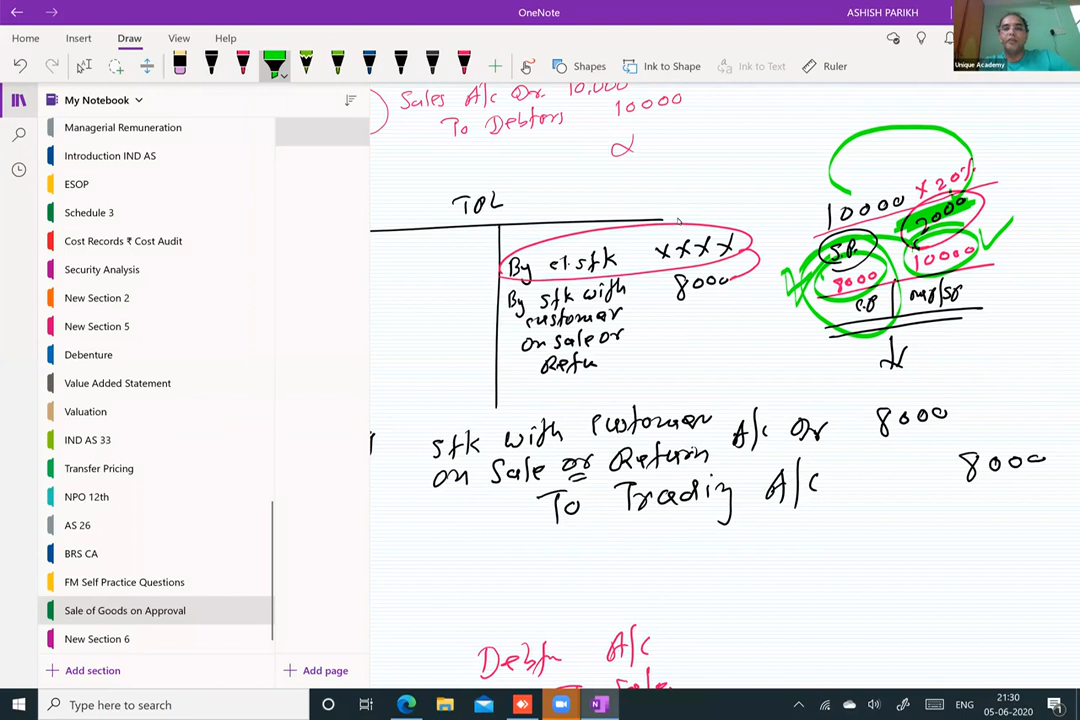 OneNote
ASHISH PARIKH
Home Insert Draw View Help
Unique Academy
Shapes Ink to Shape Ink to Text Ruler
My Notebook
Managerial Remuneration
Introduction IND AS
ESOP
Schedule 3
Cost Records ₹ Cost Audit
Security Analysis
New Section 2
New Section 5
Debenture
Value Added Statement
Valuation
IND AS 33
Transfer Pricing
NPO 12th
AS 26
BRS CA
FM Self Practice Questions
Sale of Goods on Approval
New Section 6
Add section
Add page
Sales A/c Dr. 10,000
To Debtors 10000
10000 x 20%
2000
S.P.
10000
8000
C.P
By cl. stk xxxx
By stk with 8000
customer
on sale or
Stk with customer A/c Dr 8000
on Sale or Return
To Trading A/c 8000
A/c
To Sale
Type here to search
ENG
21:30
05-06-2020